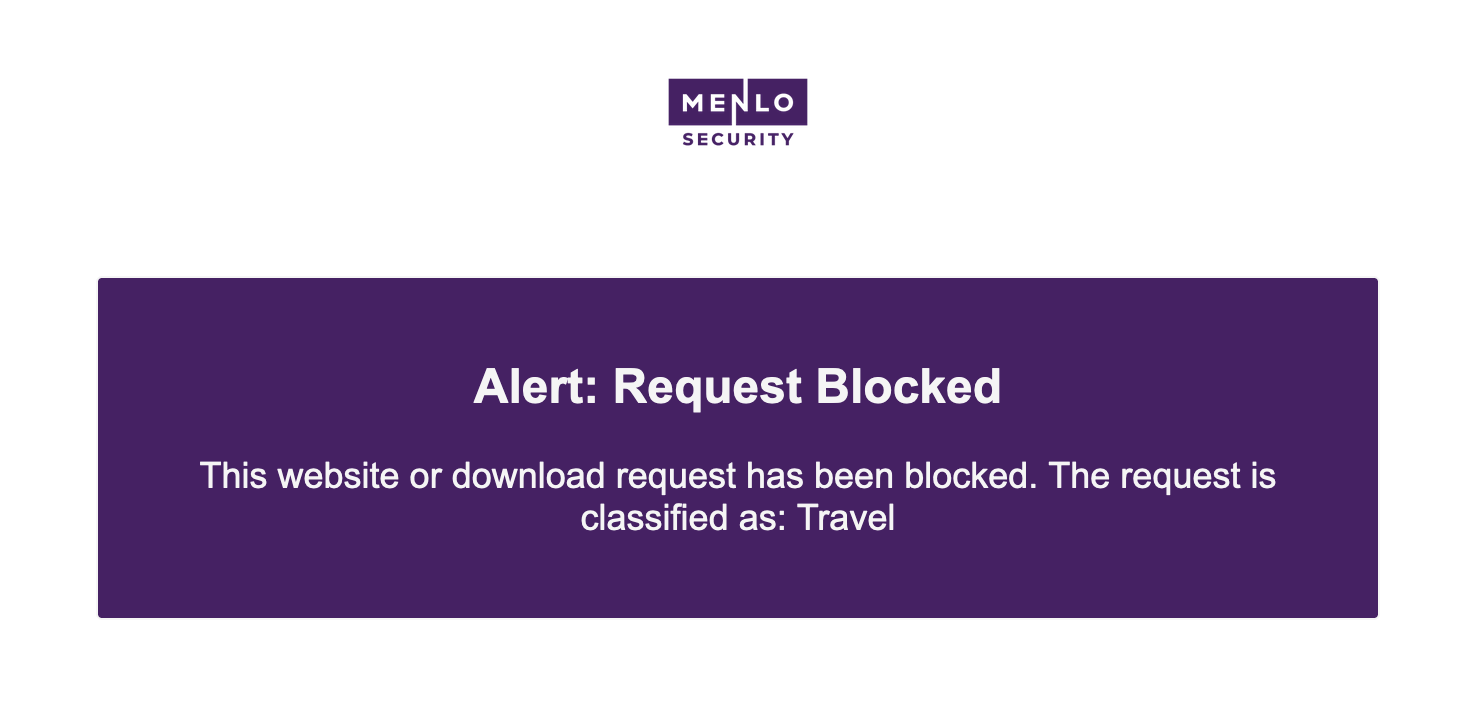 MENLO
SECURITY
Alert: Request Blocked
This website or download request has been blocked. The request is
classified as: Travel